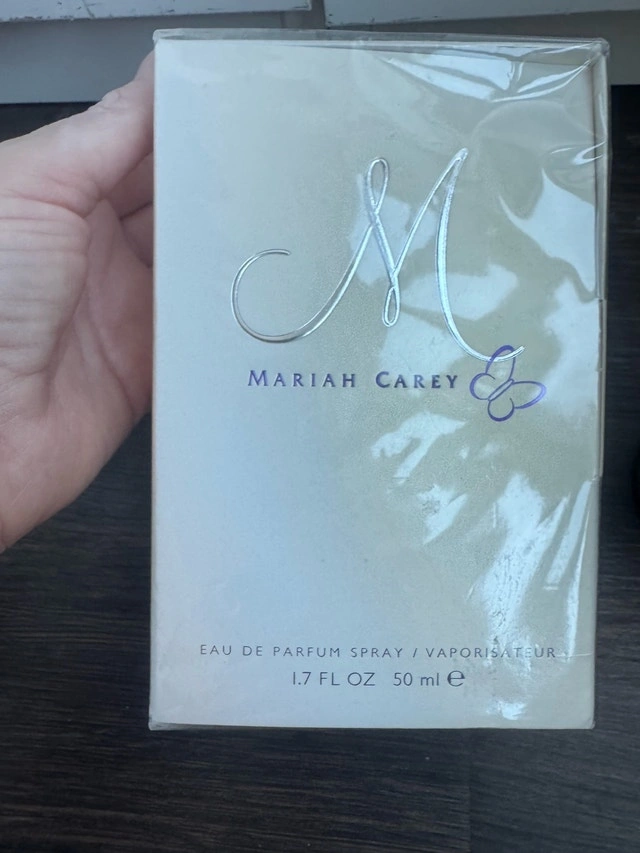 M
MARIAH CAREY
EAU DE PARFUM SPRAY / VAPORISATEUR
1.7 FL OZ 50 ml ℮